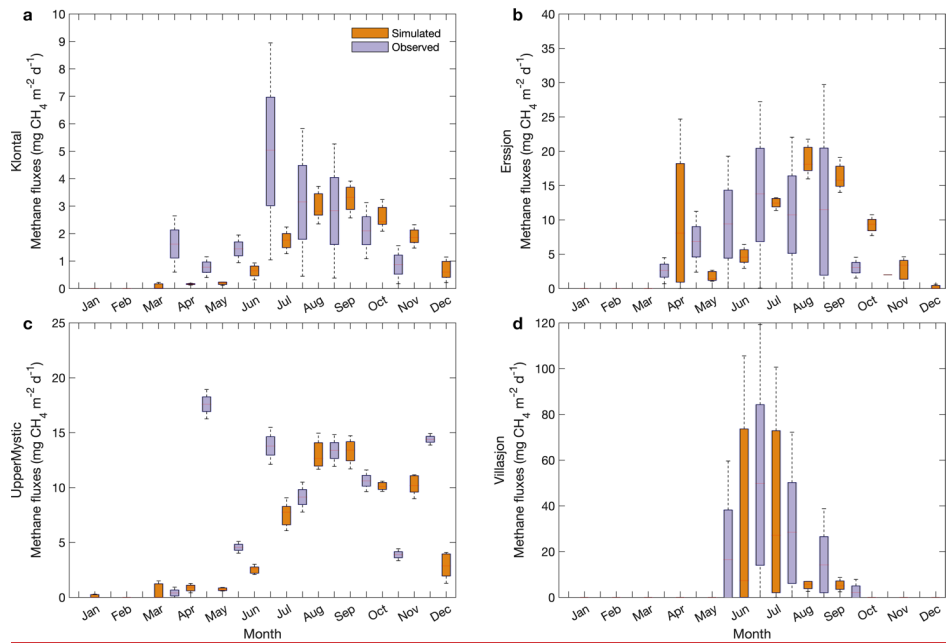 a
Klontal
Methane fluxes (mg CH4 m-2 d-1)
10
9
8
7
6
5
4
3
2
1
0
Simulated
Observed
Jan Feb Mar Apr May Jun Jul Aug Sep Oct Nov Dec
b
Erssjon
Methane fluxes (mg CH4 m-2 d-1)
40
35
30
25
20
15
10
5
0
Jan Feb Mar Apr May Jun Jul Aug Sep Oct Nov Dec
c
UpperMystic
Methane fluxes (mg CH4 m-2 d-1)
25
20
15
10
5
0
Jan Feb Mar Apr May Jun Jul Aug Sep Oct Nov Dec
Month
d
Villasjon
Methane fluxes (mg CH4 m-2 d-1)
120
100
80
60
40
20
0
Jan Feb Mar Apr May Jun Jul Aug Sep Oct Nov Dec
Month